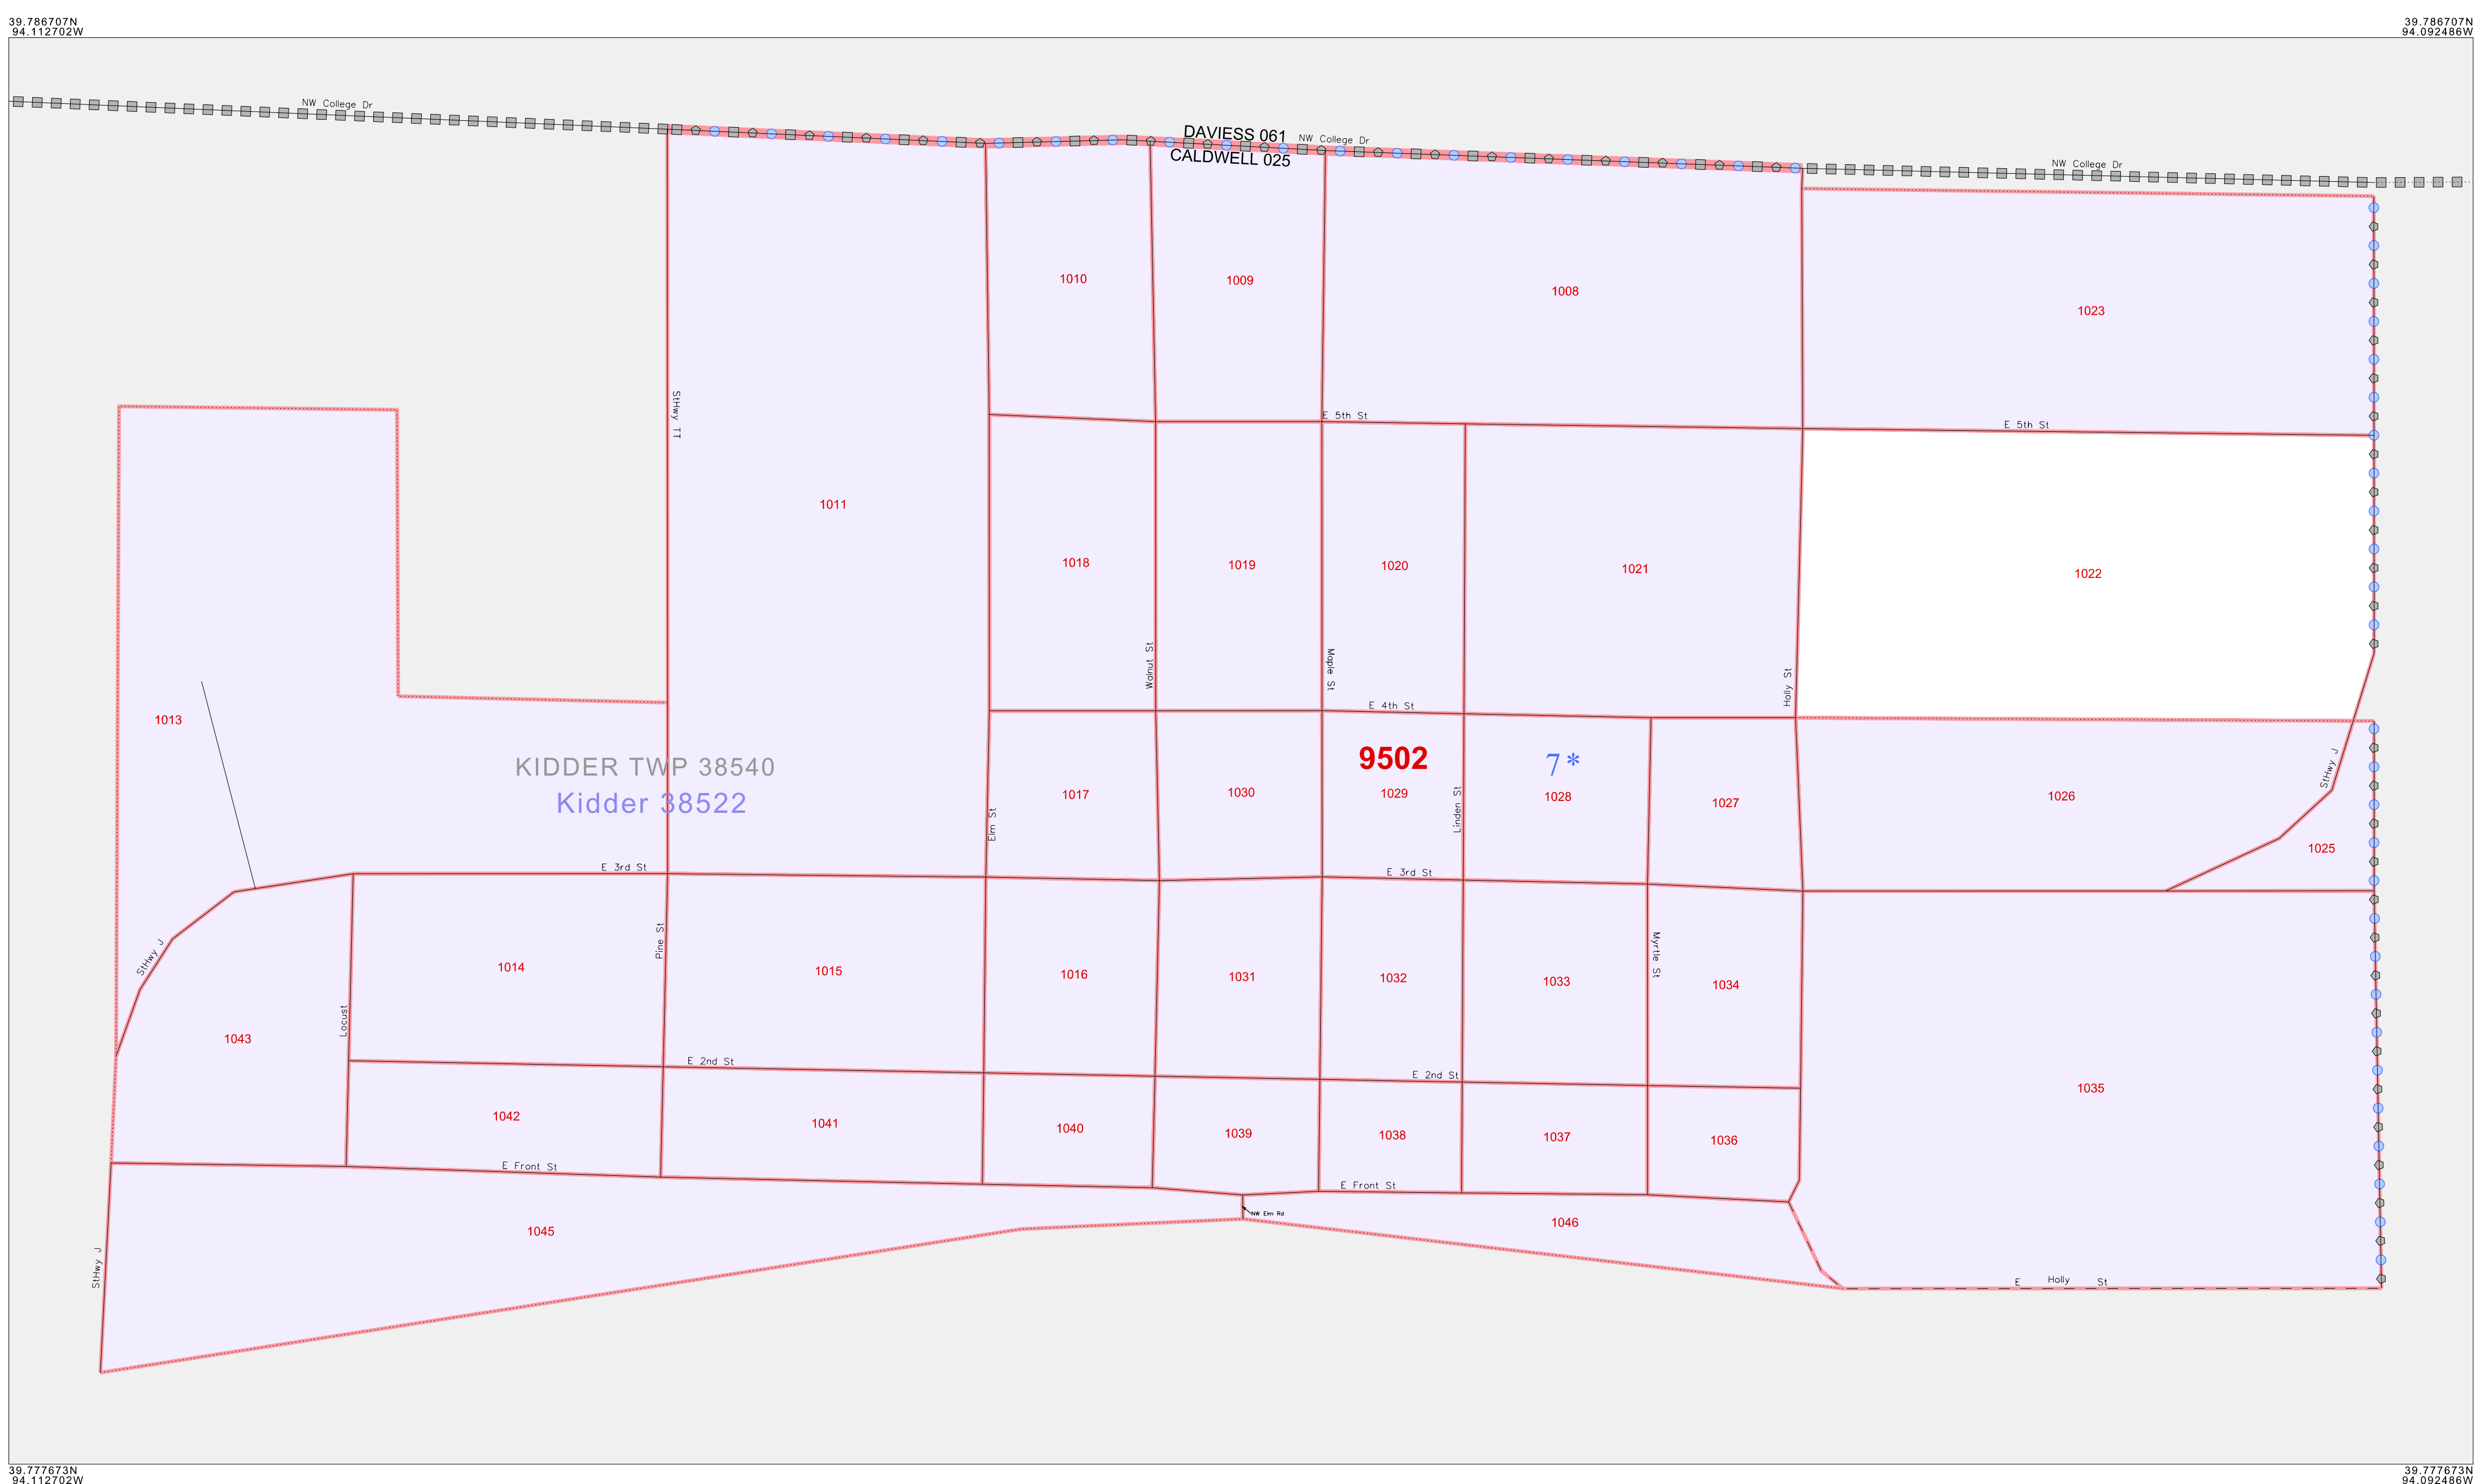 39.786707N
94.112702W
39.786707N
94.092486W
NW College Dr
DAVIESS 061
CALDWELL 025
NW College Dr
NW College Dr
1010
1009
1008
1023
StHwy TT
E 5th St
E 5th St
1011
1018
1019
1020
1021
1022
Walnut St
Maple St
Holly St
E 4th St
1013
KIDDER TWP 38540
Kidder 38522
9502
7*
StHwy J
Elm St
1017
1030
1029
Linden St
1028
1027
1026
1025
E 3rd St
E 3rd St
StHwy J
Pine St
Myrtle St
1014
1015
1016
1031
1032
1033
1034
Locust
1043
E 2nd St
E 2nd St
1035
1042
1041
1040
1039
1038
1037
1036
E Front St
E Front St
NW Elm Rd
1045
1046
StHwy J
E Holly St
39.777673N
94.112702W
39.777673N
94.092486W